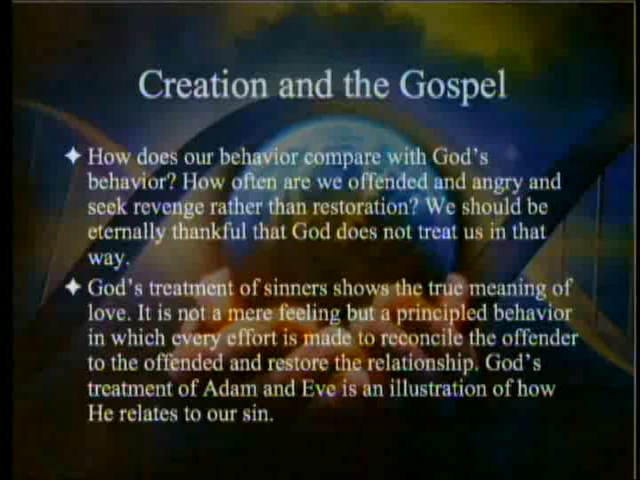 Creation and the Gospel
How does our behavior compare with God's
behavior? How often are we offended and angry and
seek revenge rather than restoration? We should be
eternally thankful that God does not treat us in that
way.
God's treatment of sinners shows the true meaning of
love. It is not a mere feeling but a principled behavior
in which every effort is made to reconcile the offender
to the offended and restore the relationship. God's
treatment of Adam and Eve is an illustration of how
He relates to our sin.